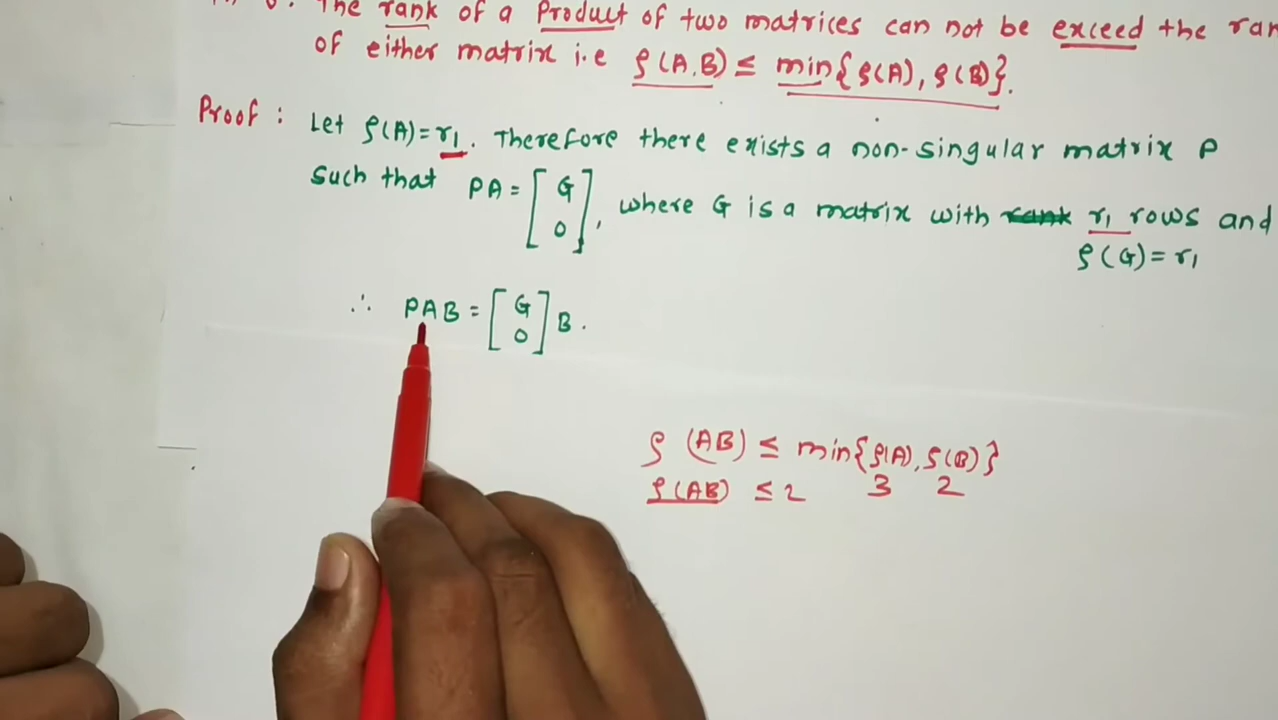 The rank of a Product of two matrices can not be exceed the
of either matrix i.e ρ(A.B) ≤ min{ρ(A), ρ(B)}.
Proof : Let ρ(A)=r₁. Therefore there exists a non-singular matrix P
Such that PA = [G 0], where G is a matrix with r₁ rows and
ρ(G)=r₁
∴ PAB = [G 0] B.
ρ (AB) ≤ min{ρ(A), ρ(B)}
ρ(AB) ≤ 2 3 2